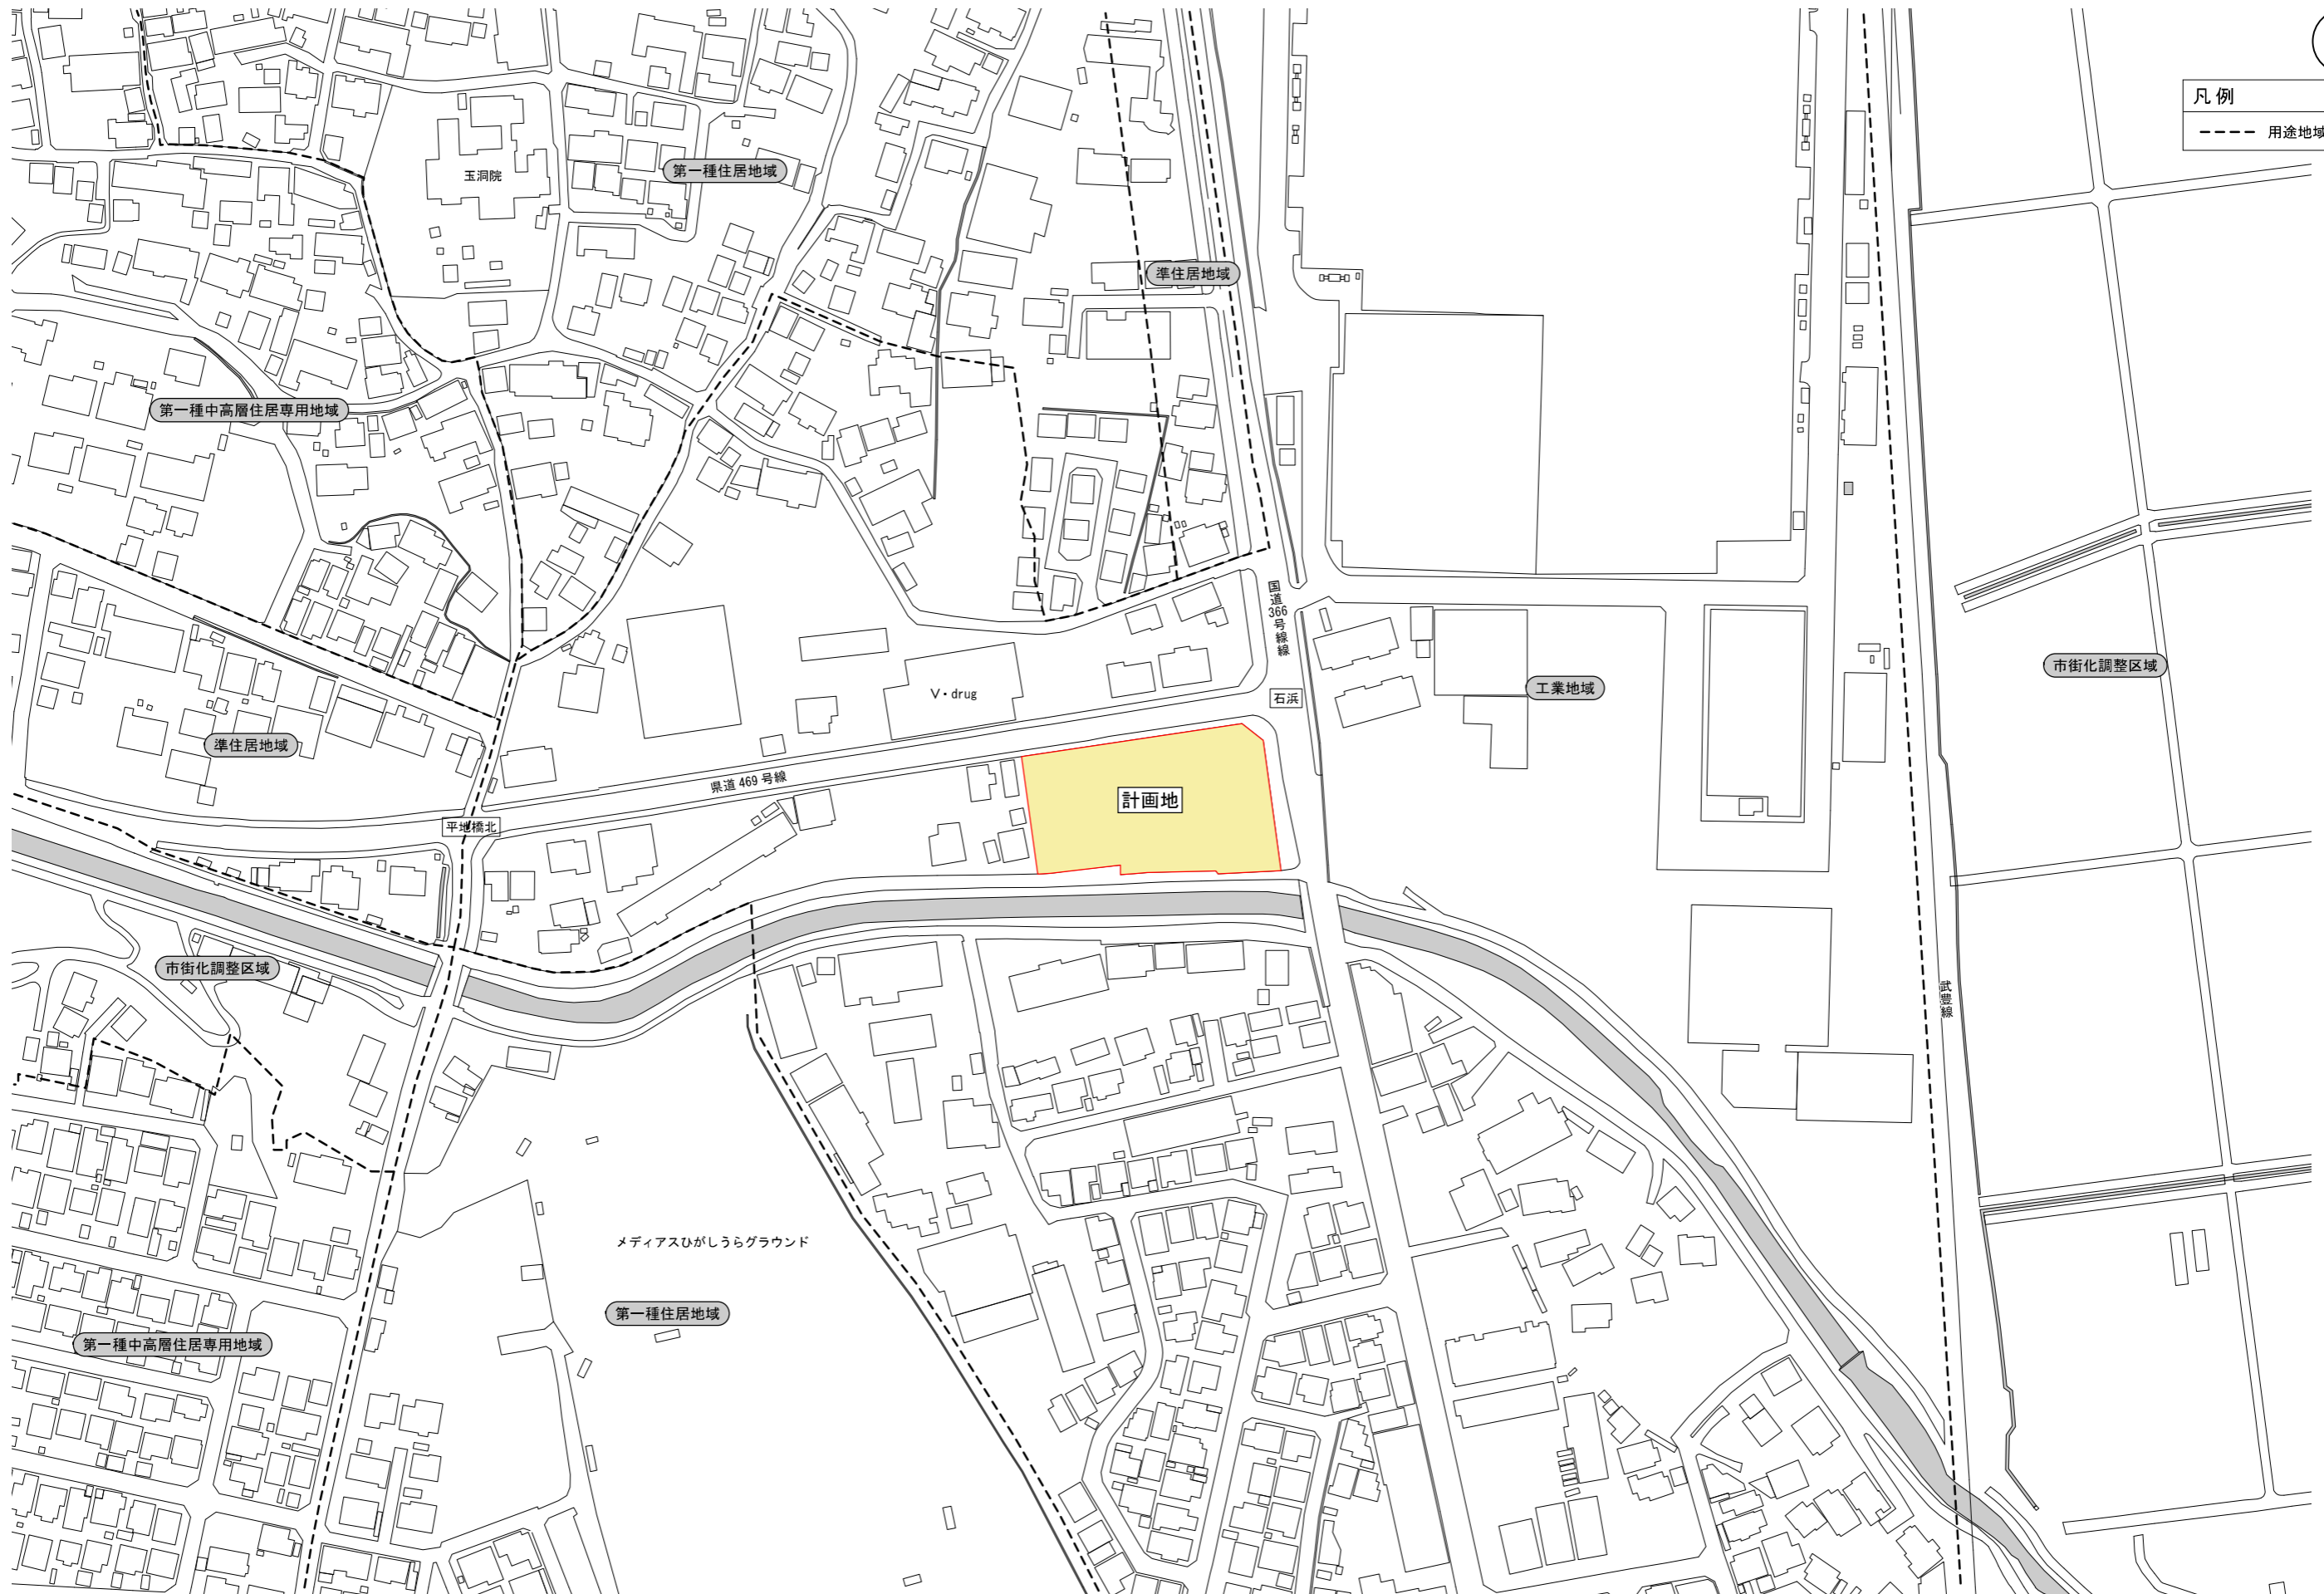 凡例
用途地域
第一種住居地域
玉洞院
準住居地域
第一種中高層住居専用地域
国道366号線
市街化調整区域
工業地域
V・drug
石浜
準住居地域
県道 469 号線
計画地
平地橋北
市街化調整区域
武豊線
メディアスひがしうらグラウンド
第一種住居地域
第一種中高層住居専用地域